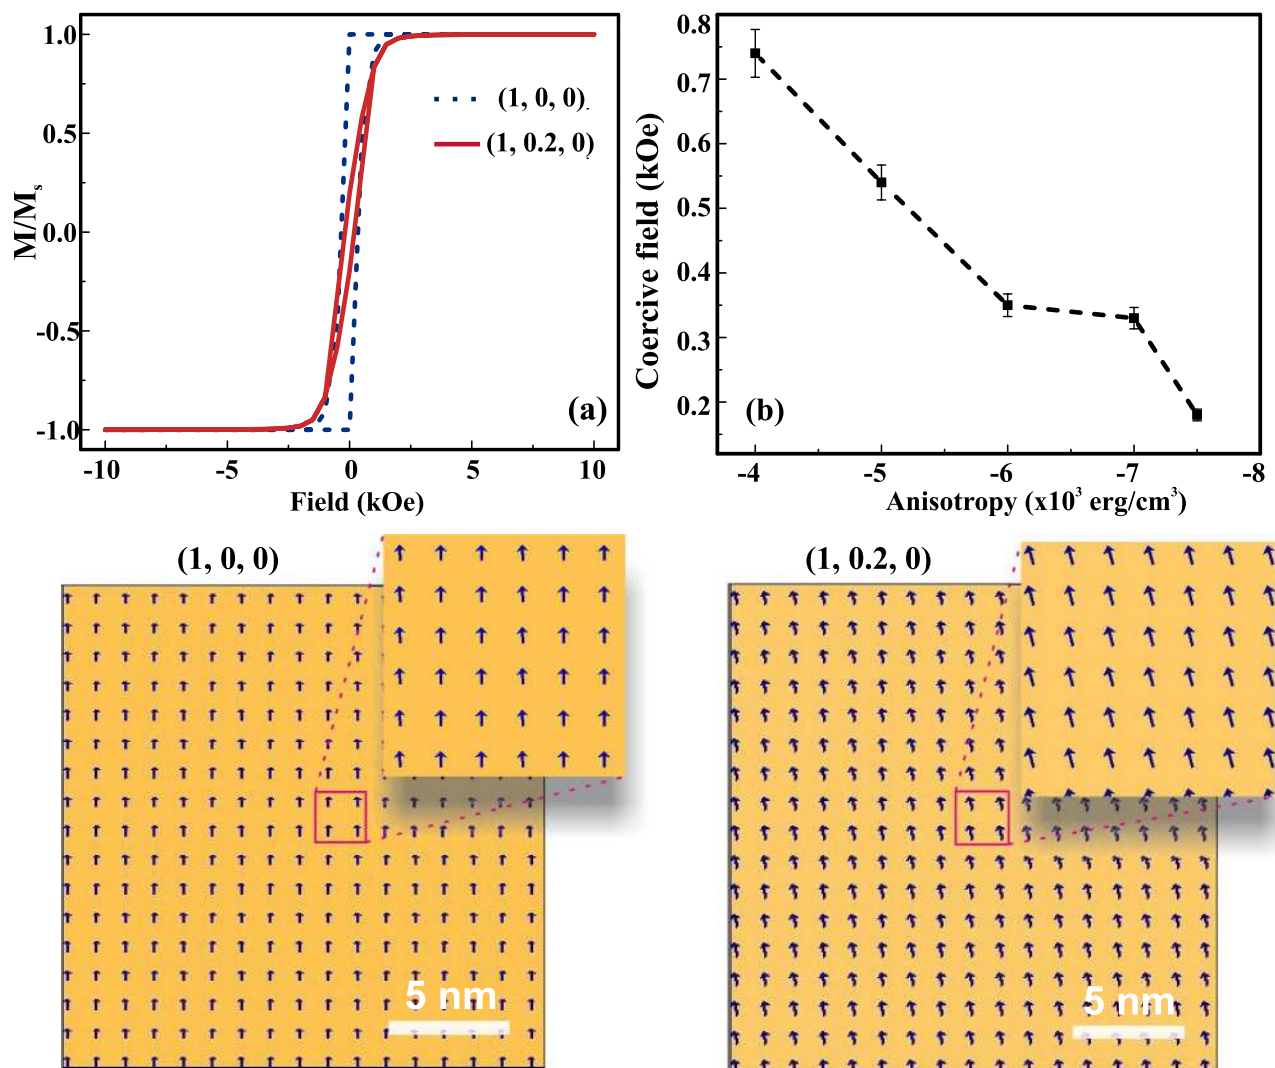 1.0
0.5
0.0
-0.5
-1.0
M/Mₛ
(1, 0, 0).
(1, 0.2, 0)
(a)
-10 -5 0 5 10
Field (kOe)
0.8
0.7
0.6
0.5
0.4
0.3
0.2
Coercive field (kOe)
(b)
-4 -5 -6 -7 -8
Anisotropy (x10³ erg/cm³)
(1, 0, 0)
5 nm
(1, 0.2, 0)
5 nm